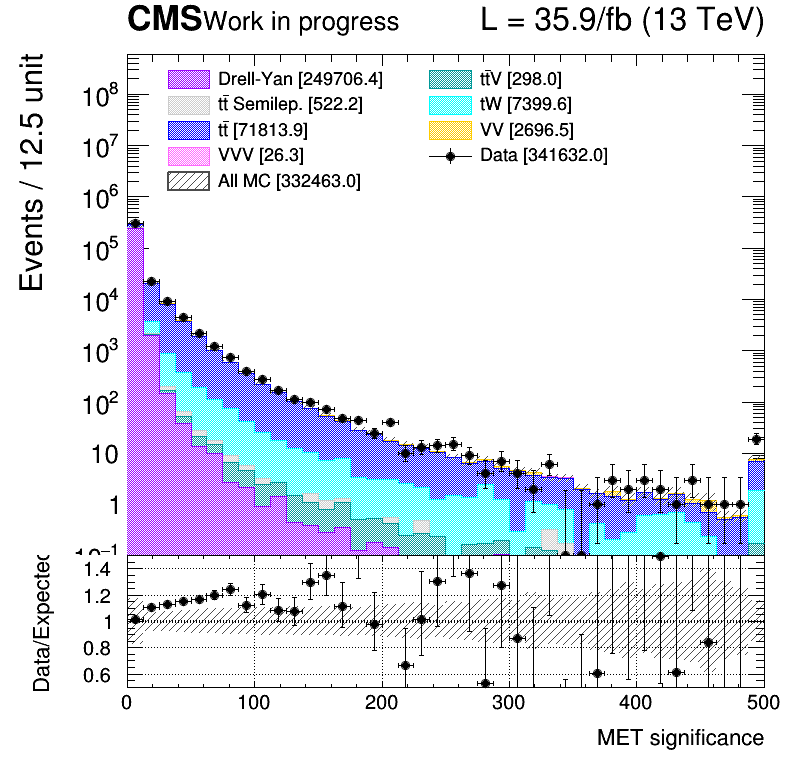 CMS Work in progress L = 35.9/fb (13 TeV)
Events / 12.5 unit
Drell-Yan [249706.4]
tt̄ Semilep. [522.2]
tt̄ [71813.9]
VVV [26.3]
All MC [332463.0]
tt̄V [298.0]
tW [7399.6]
VV [2696.5]
Data [341632.0]
10⁸
10⁷
10⁶
10⁵
10⁴
10³
10²
10
1
10⁻¹
Data/Expected
1.4
1.2
1
0.8
0.6
0 100 200 300 400 500
MET significance